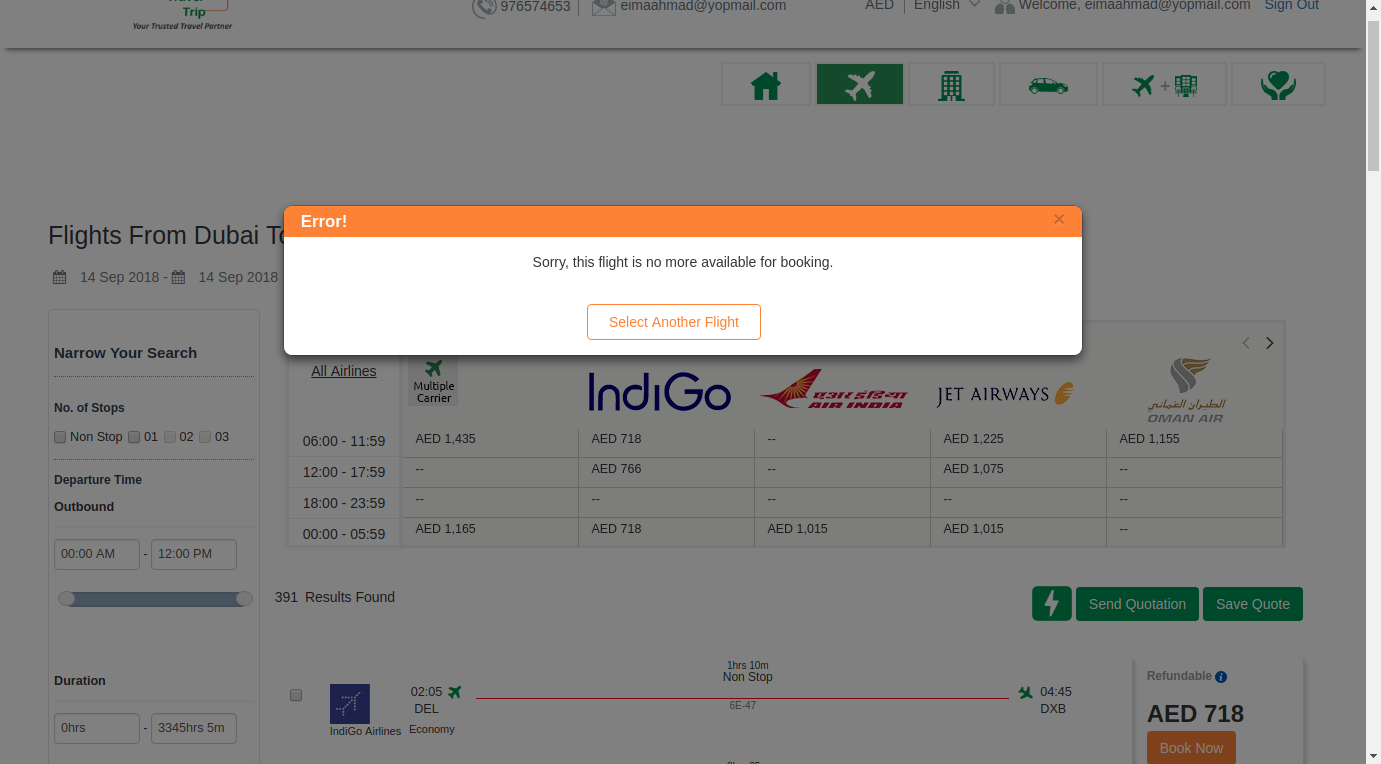 Travel
Trip
Your Trusted Travel Partner
976574653
eimaahmad@yopmail.com
AED
English
Welcome, eimaahmad@yopmail.com
Sign Out
+
Error!
×
Sorry, this flight is no more available for booking.
Select Another Flight
Flights From Dubai To
14 Sep 2018 - 14 Sep 2018
Narrow Your Search
No. of Stops
Non Stop 01 02 03
Departure Time
Outbound
00:00 AM - 12:00 PM
Duration
0hrs - 3345hrs 5m
All Airlines
Multiple
Carrier
IndiGo
एअर इंडिया
AIR INDIA
JET AIRWAYS
الطيران العماني
OMAN AIR
06:00 - 11:59 AED 1,435 AED 718 -- AED 1,225 AED 1,155
12:00 - 17:59 -- AED 766 -- AED 1,075 --
18:00 - 23:59 -- -- -- -- --
00:00 - 05:59 AED 1,165 AED 718 AED 1,015 AED 1,015 --
391 Results Found
Send Quotation
Save Quote
IndiGo Airlines
02:05
DEL
Economy
1hrs 10m
Non Stop
6E-47
04:45
DXB
Refundable
AED 718
Book Now